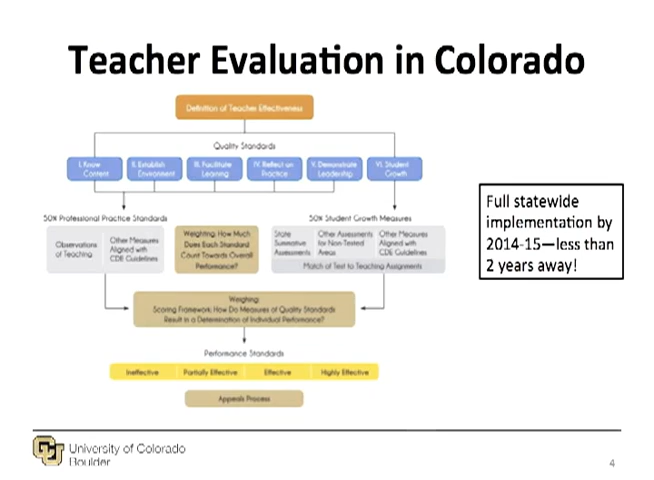 Teacher Evaluation in Colorado
Definition of Teacher Effectiveness
Quality Standards
I. Know
Content
II. Establish
Environment
III. Facilitate
Learning
IV. Reflect on
Practice
V. Demonstrate
Leadership
VI. Student
Growth
50% Professional Practice Standards
50% Student Growth Measures
Observations
of Teaching
Other Measures
Aligned with
CDE Guidelines
Weighting: How Much
Does Each Standard
Count Towards Overall
Performance?
State
Summative
Assessments
Other Assessments
for Non-Tested
Areas
Other Measures
Aligned with
CDE Guidelines
Match of Test to Teaching Assignments
Weighting:
Scoring Framework: How Do Measures of Quality Standards
Result in a Determination of Individual Performance?
Performance Standards
Ineffective
Partially Effective
Effective
Highly Effective
Appeals Process
Full statewide
implementation by
2014-15—less than
2 years away!
CU
University of Colorado
Boulder
4